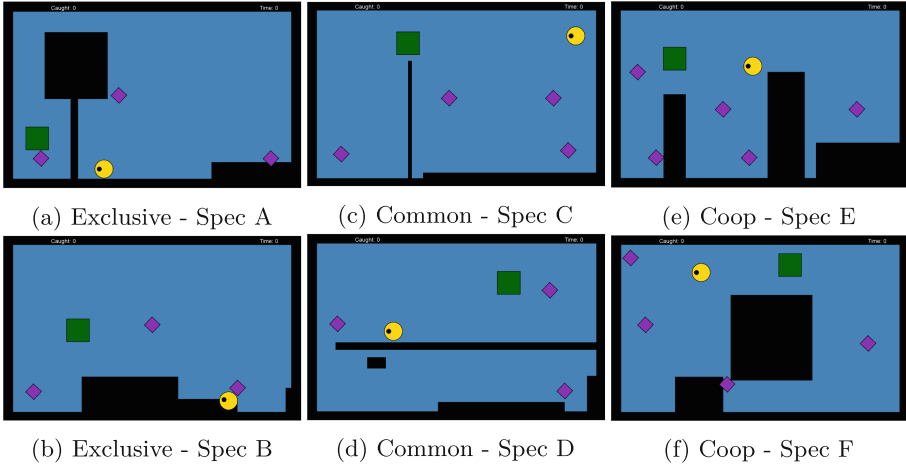 Caught: 0 Time: 0
Caught: 0 Time: 0
Caught: 0 Time: 0
(a) Exclusive - Spec A
(c) Common - Spec C
(e) Coop - Spec E
Caught: 0 Time: 0
Caught: 0 Time: 0
Caught: 0 Time: 0
(b) Exclusive - Spec B
(d) Common - Spec D
(f) Coop - Spec F